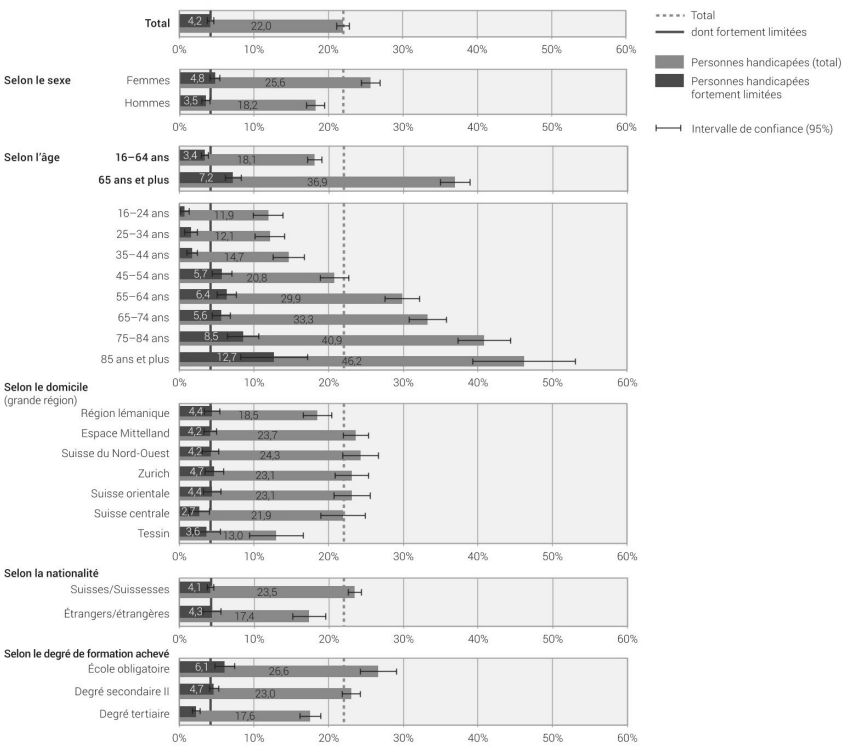 Total 4,2 22,0
0% 10% 20% 30% 40% 50% 60%
Total
dont fortement limitées
Personnes handicapées (total)
Personnes handicapées
fortement limitées
Intervalle de confiance (95%)
Selon le sexe
Femmes 4,8 25,6
Hommes 3,5 18,2
0% 10% 20% 30% 40% 50% 60%
Selon l'âge
16–64 ans 3,4 18,1
65 ans et plus 7,2 36,9
16–24 ans 11,9
25–34 ans 12,1
35–44 ans 14,7
45–54 ans 5,7 20,8
55–64 ans 6,4 29,9
65–74 ans 5,6 33,3
75–84 ans 8,5 40,9
85 ans et plus 12,7 46,2
0% 10% 20% 30% 40% 50% 60%
Selon le domicile
(grande région)
Région lémanique 4,4 18,5
Espace Mittelland 4,2 23,7
Suisse du Nord-Ouest 4,2 24,3
Zurich 4,7 23,1
Suisse orientale 4,4 23,1
Suisse centrale 2,7 21,9
Tessin 3,6 13,0
0% 10% 20% 30% 40% 50% 60%
Selon la nationalité
Suisses/Suissesses 4,1 23,5
Étrangers/étrangères 4,3 17,4
0% 10% 20% 30% 40% 50% 60%
Selon le degré de formation achevé
École obligatoire 6,1 26,6
Degré secondaire II 4,7 23,0
Degré tertiaire 17,6
0% 10% 20% 30% 40% 50% 60%